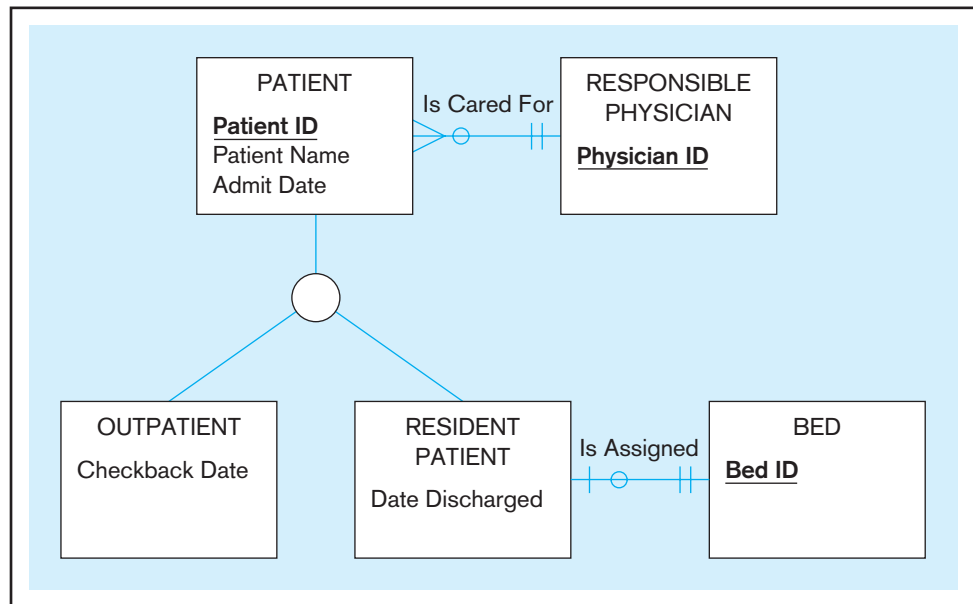 PATIENT
Patient ID
Patient Name
Admit Date
Is Cared For
RESPONSIBLE
PHYSICIAN
Physician ID
OUTPATIENT
Checkback Date
RESIDENT
PATIENT
Date Discharged
Is Assigned
BED
Bed ID